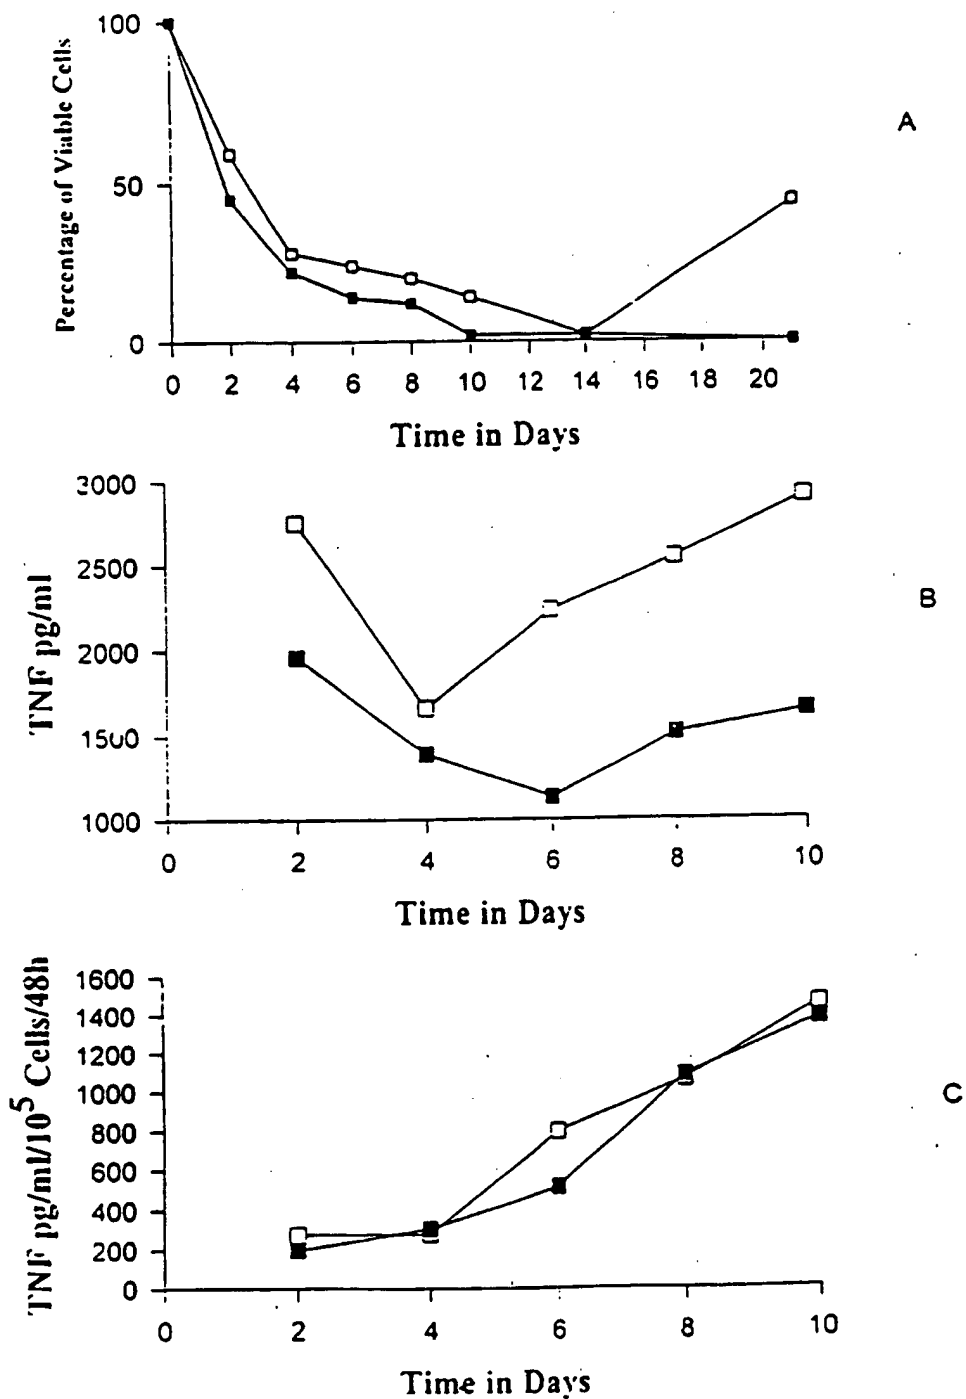 100
50
0
Percentage of Viable Cells
A
0 2 4 6 8 10 12 14 16 18 20
Time in Days
3000
2500
2000
1500
1000
TNF pg/ml
B
0 2 4 6 8 10
Time in Days
1600
1400
1200
1000
800
600
400
200
0
TNF pg/ml/10⁵ Cells/48h
C
0 2 4 6 8 10
Time in Days